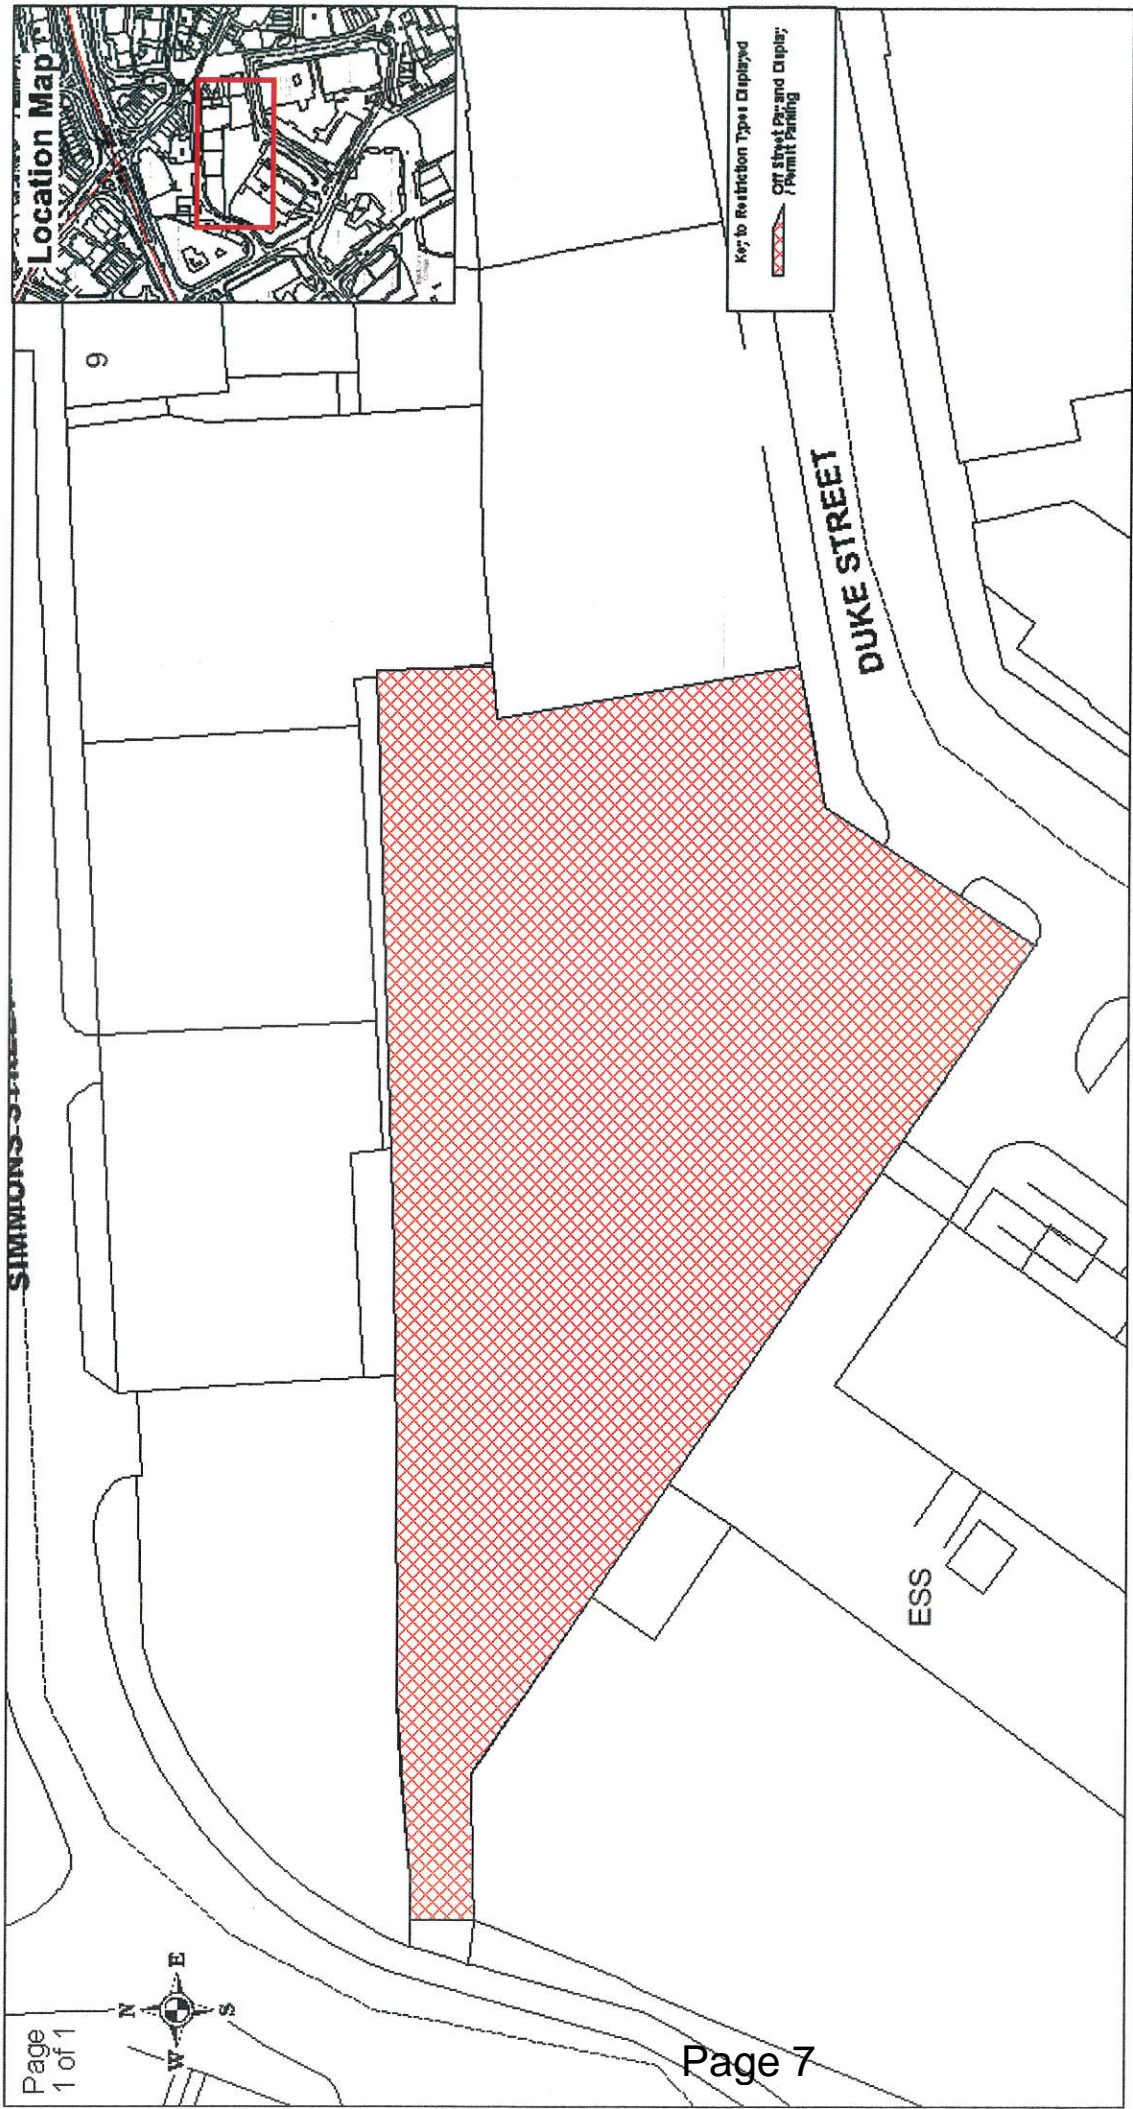 Page
1 of 1
N
W
E
S
SIMMONS STREET
9
Location Map
Key to Restriction Types Displayed
Off Street Pay and Display
/ Permit Parking
DUKE STREET
ESS
Page 7